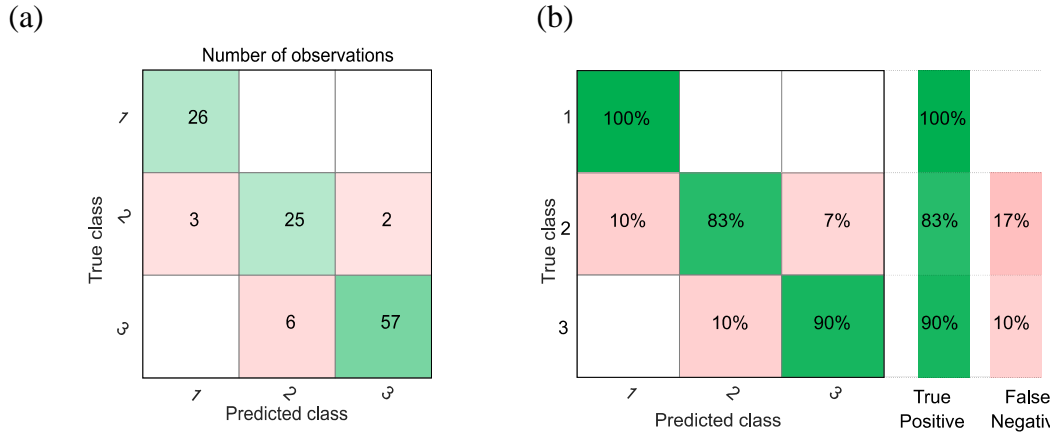 (a)
Number of observations
1 26
2 3 25 2
3 6 57
True class
1 2 3
Predicted class
(b)
1 100% 100%
2 10% 83% 7% 83% 17%
3 10% 90% 90% 10%
True class
1 2 3
Predicted class
True
Positive
False
Negativ